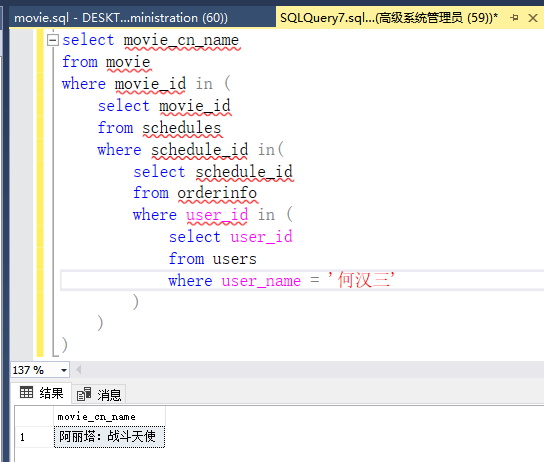 movie.sql - DESKT...ministration (60))
SQLQuery7.sql...(高级系统管理员 (59))*
select movie_cn_name
from movie
where movie_id in (
select movie_id
from schedules
where schedule_id in(
select schedule_id
from orderinfo
where user_id in (
select user_id
from users
where user_name = '何汉三'
)
)
)
137 %
结果
消息
movie_cn_name
1
阿丽塔：战斗天使